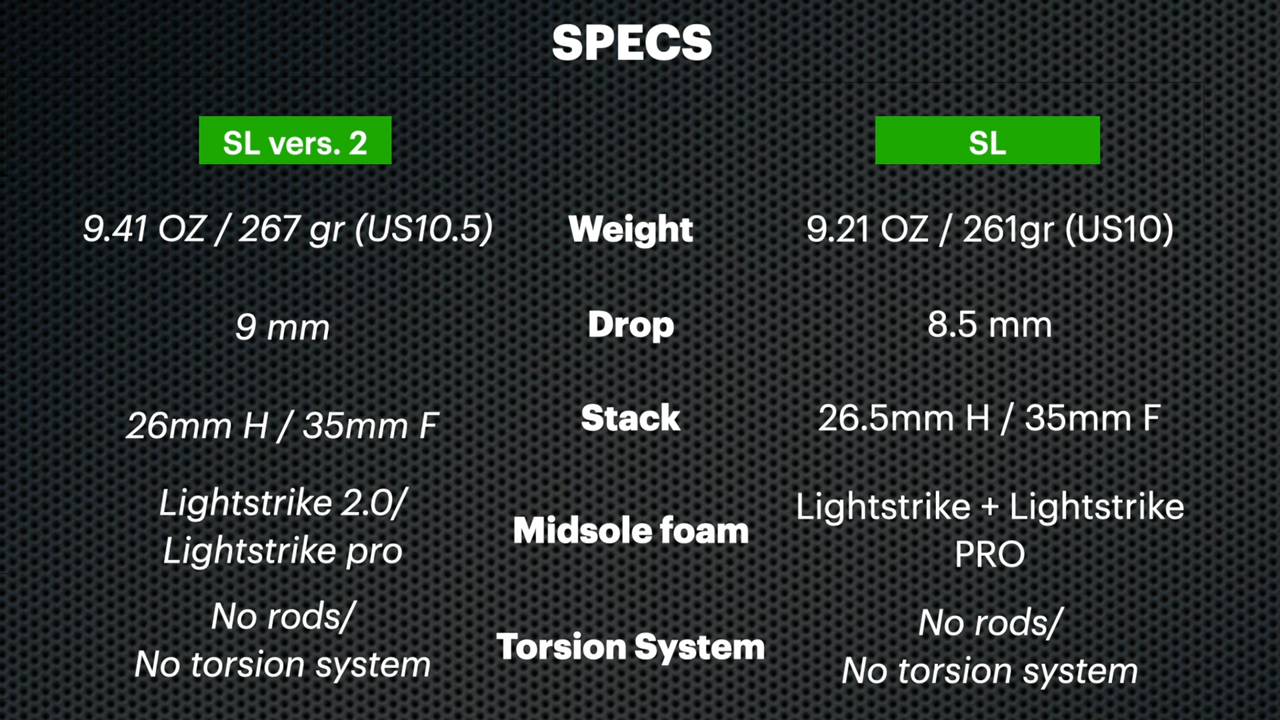 SPECS
SL vers. 2
SL
9.41 OZ / 267 gr (US10.5)
Weight
9.21 OZ / 261gr (US10)
9 mm
Drop
8.5 mm
26mm H / 35mm F
Stack
26.5mm H / 35mm F
Lightstrike 2.0/
Lightstrike pro
Midsole foam
Lightstrike + Lightstrike
PRO
No rods/
No torsion system
Torsion System
No rods/
No torsion system